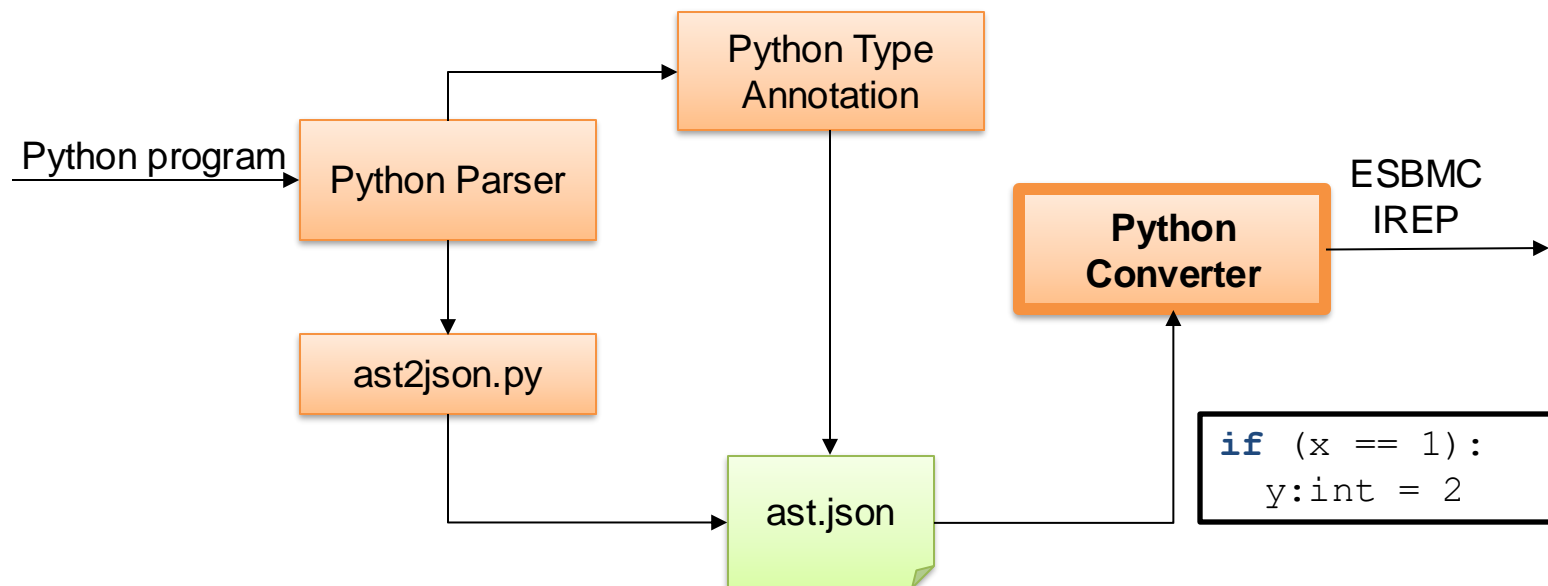 Python Type
Annotation
Python program
Python Parser
ESBMC
IREP
Python
Converter
ast2json.py
if (x == 1):
  y:int = 2
ast.json